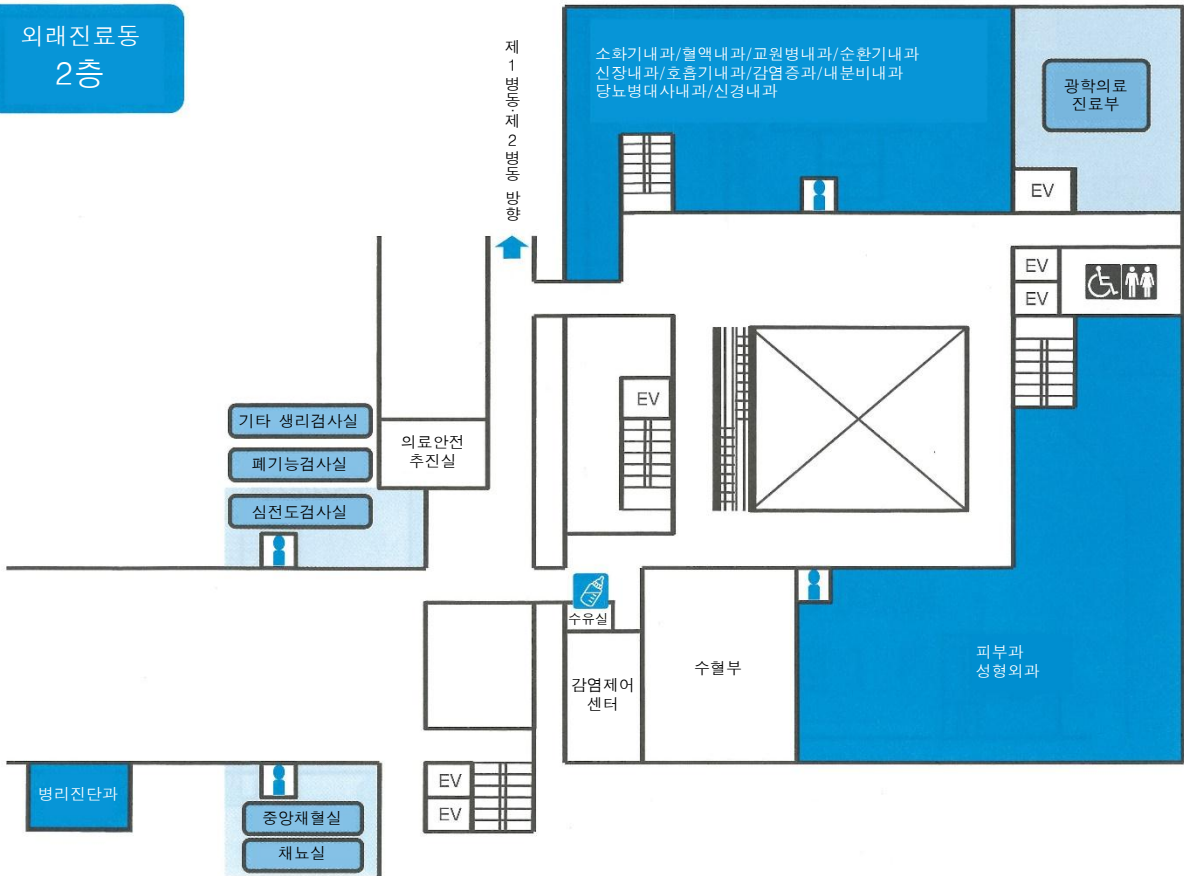 외래진료동
2층
제1병동·제2병동 방향
소화기내과/혈액내과/교원병내과/순환기내과
신장내과/호흡기내과/감염증과/내분비내과
당뇨병대사내과/신경내과
광학의료
진료부
EV
EV
EV
EV
기타 생리검사실
폐기능검사실
심전도검사실
의료안전
추진실
수유실
감염제어
센터
수혈부
피부과
성형외과
병리진단과
중앙채혈실
채뇨실
EV
EV